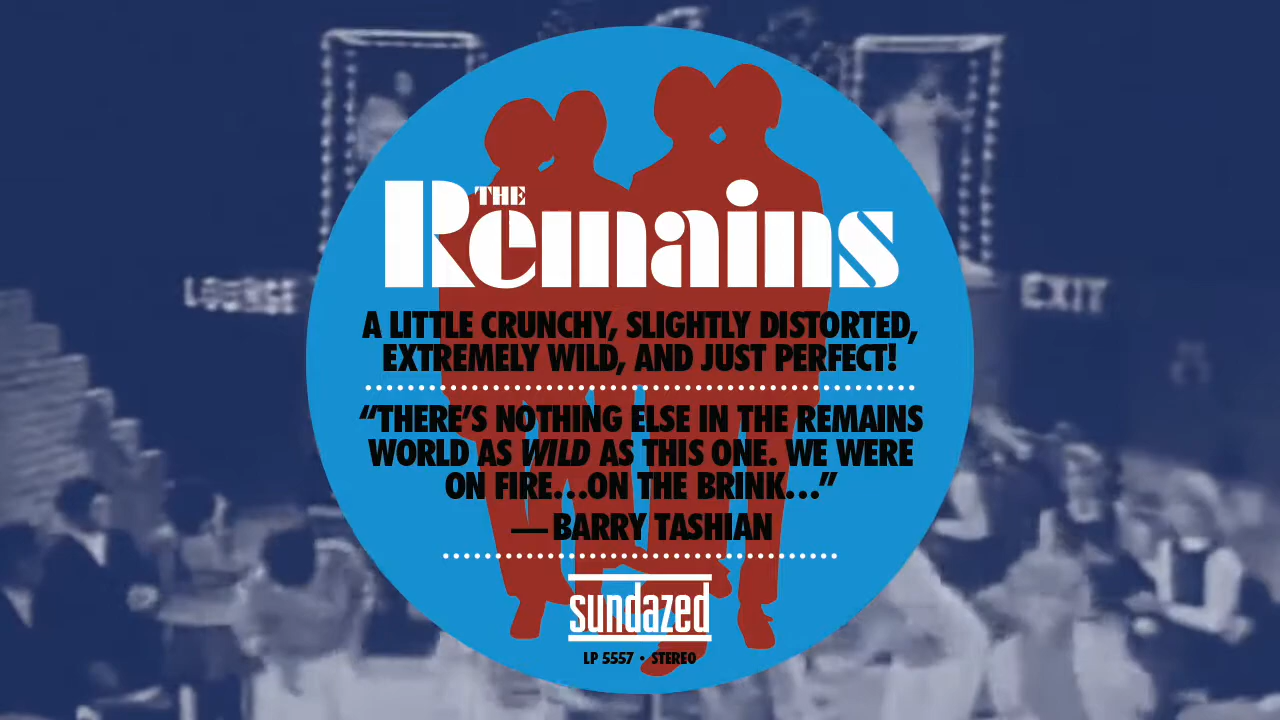 THE
Remains
LOUNGE
EXIT
A LITTLE CRUNCHY, SLIGHTLY DISTORTED,
EXTREMELY WILD, AND JUST PERFECT!
“THERE’S NOTHING ELSE IN THE REMAINS
WORLD AS WILD AS THIS ONE. WE WERE
ON FIRE...ON THE BRINK...”
—BARRY TASHIAN
sundazed
LP 5557 • STEREO